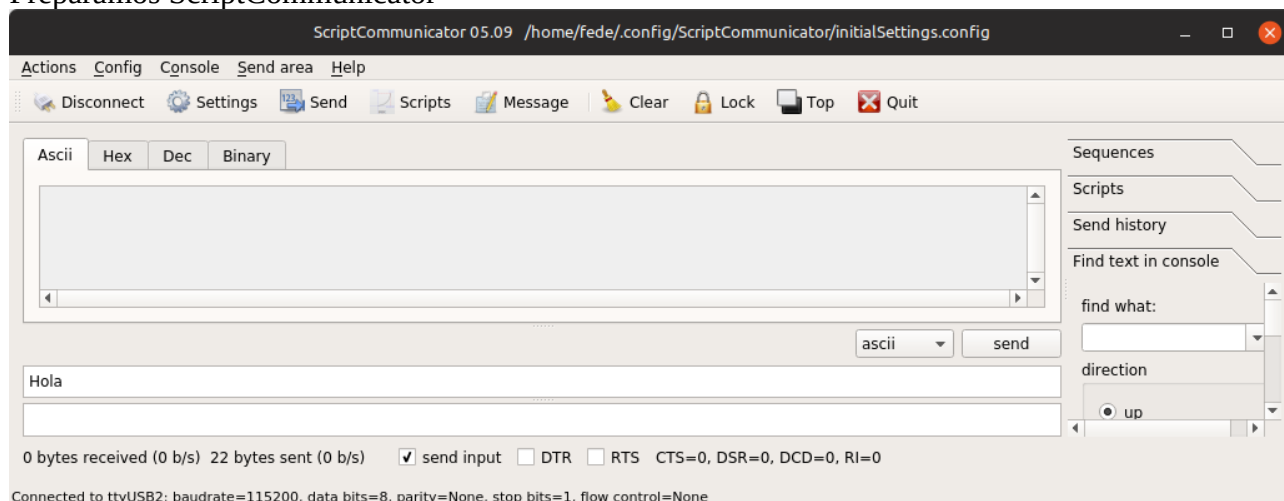 Preparamos ScriptCommunicator
ScriptCommunicator 05.09 /home/fede/.config/ScriptCommunicator/initialSettings.config
Actions Config Console Send area Help
Disconnect Settings Send Scripts Message Clear Lock Top Quit
Ascii Hex Dec Binary
Sequences
Scripts
Send history
Find text in console
find what:
ascii send
direction
Hola
up
0 bytes received (0 b/s) 22 bytes sent (0 b/s) send input DTR RTS CTS=0, DSR=0, DCD=0, RI=0
Connected to ttyUSB2: baudrate=115200, data bits=8, parity=None, stop bits=1, flow control=None